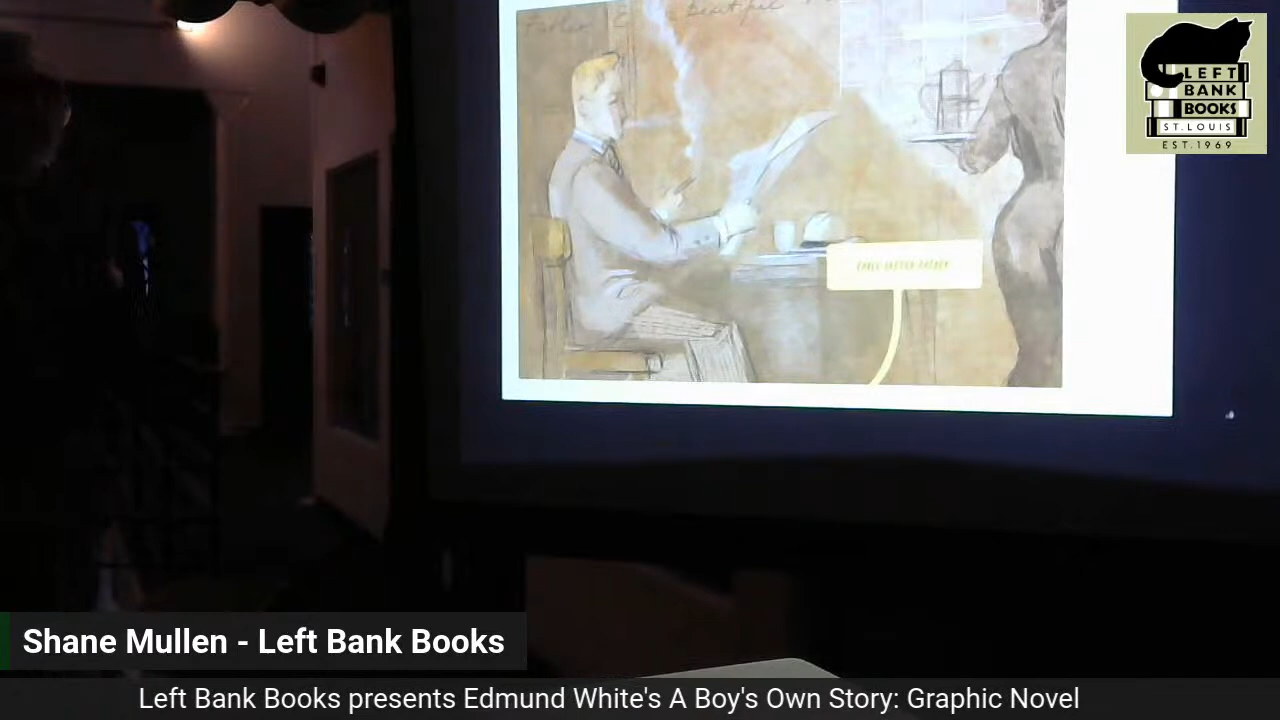 beautiful
LEFT
BANK
BOOKS
ST. LOUIS
EST. 1969
Shane Mullen - Left Bank Books
Left Bank Books presents Edmund White's A Boy's Own Story: Graphic Novel